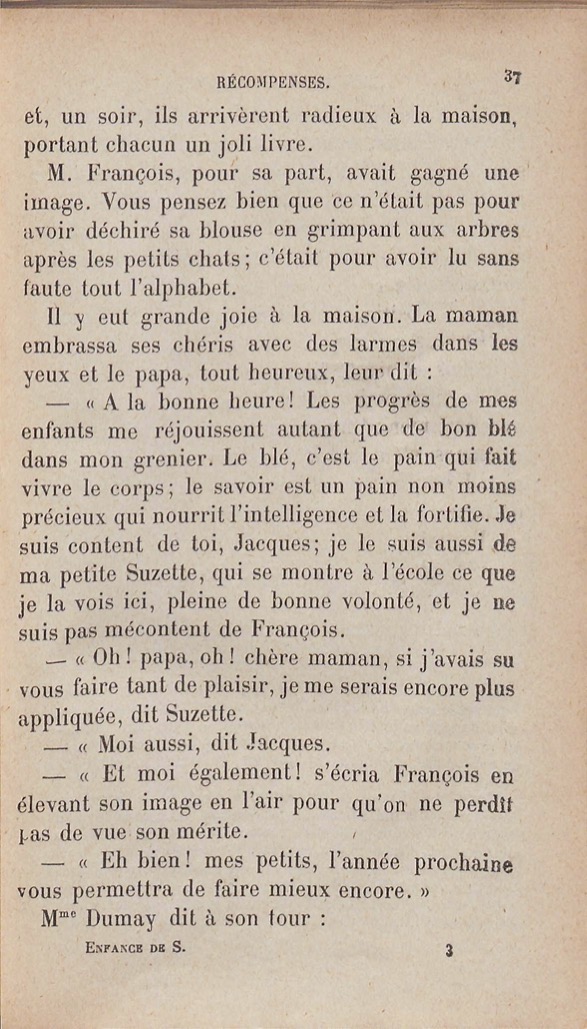 RÉCOMPENSES. 37
et, un soir, ils arrivèrent radieux à la maison,
portant chacun un joli livre.
M. François, pour sa part, avait gagné une
image. Vous pensez bien que ce n'était pas pour
avoir déchiré sa blouse en grimpant aux arbres
après les petits chats; c'était pour avoir lu sans
faute tout l'alphabet.
Il y eut grande joie à la maison. La maman
embrassa ses chéris avec des larmes dans les
yeux et le papa, tout heureux, leur dit :
— « A la bonne heure! Les progrès de mes
enfants me réjouissent autant que de bon blé
dans mon grenier. Le blé, c'est le pain qui fait
vivre le corps; le savoir est un pain non moins
précieux qui nourrit l'intelligence et la fortifie. Je
suis content de toi, Jacques; je le suis aussi de
ma petite Suzette, qui se montre à l'école ce que
je la vois ici, pleine de bonne volonté, et je ne
suis pas mécontent de François.
— « Oh! papa, oh! chère maman, si j'avais su
vous faire tant de plaisir, je me serais encore plus
appliquée, dit Suzette.
— « Moi aussi, dit Jacques.
— « Et moi également! s'écria François en
élevant son image en l'air pour qu'on ne perdît
pas de vue son mérite.
— « Eh bien! mes petits, l'année prochaine
vous permettra de faire mieux encore. »
Mᵐᵉ Dumay dit à son tour :
ENFANCE DE S. 3